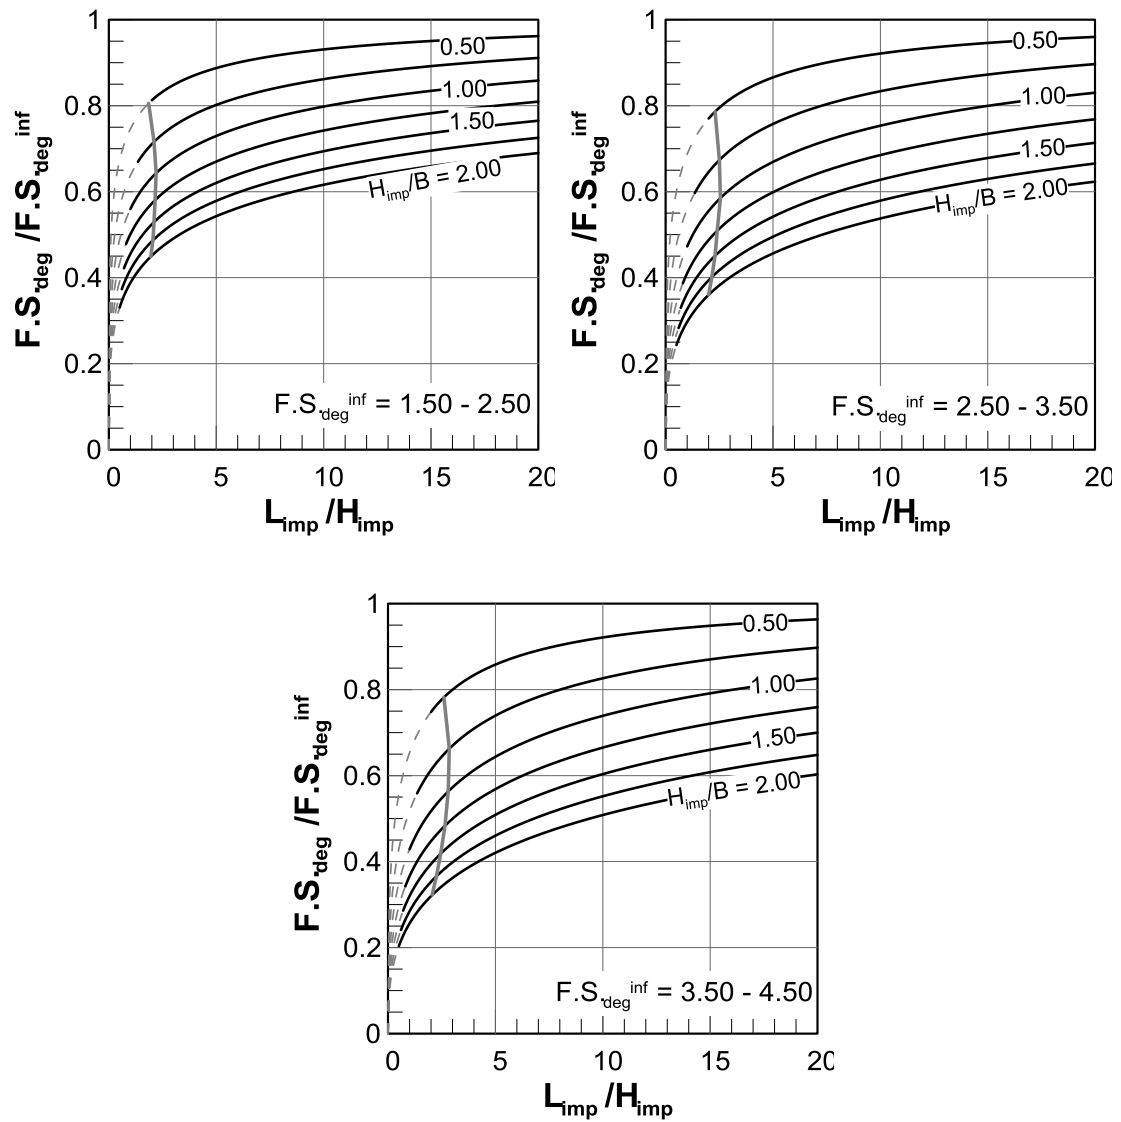 1
0.8
0.6
0.4
0.2
0
F.S.deg /F.S.deg inf
0.50
1.00
1.50
Himp/B = 2.00
F.S.deg inf = 1.50 - 2.50
0 5 10 15 20
Limp /Himp
1
0.8
0.6
0.4
0.2
0
F.S.deg /F.S.deg inf
0.50
1.00
1.50
Himp/B = 2.00
F.S.deg inf = 2.50 - 3.50
0 5 10 15 20
Limp /Himp
1
0.8
0.6
0.4
0.2
0
F.S.deg /F.S.deg inf
0.50
1.00
1.50
Himp/B = 2.00
F.S.deg inf = 3.50 - 4.50
0 5 10 15 20
Limp /Himp